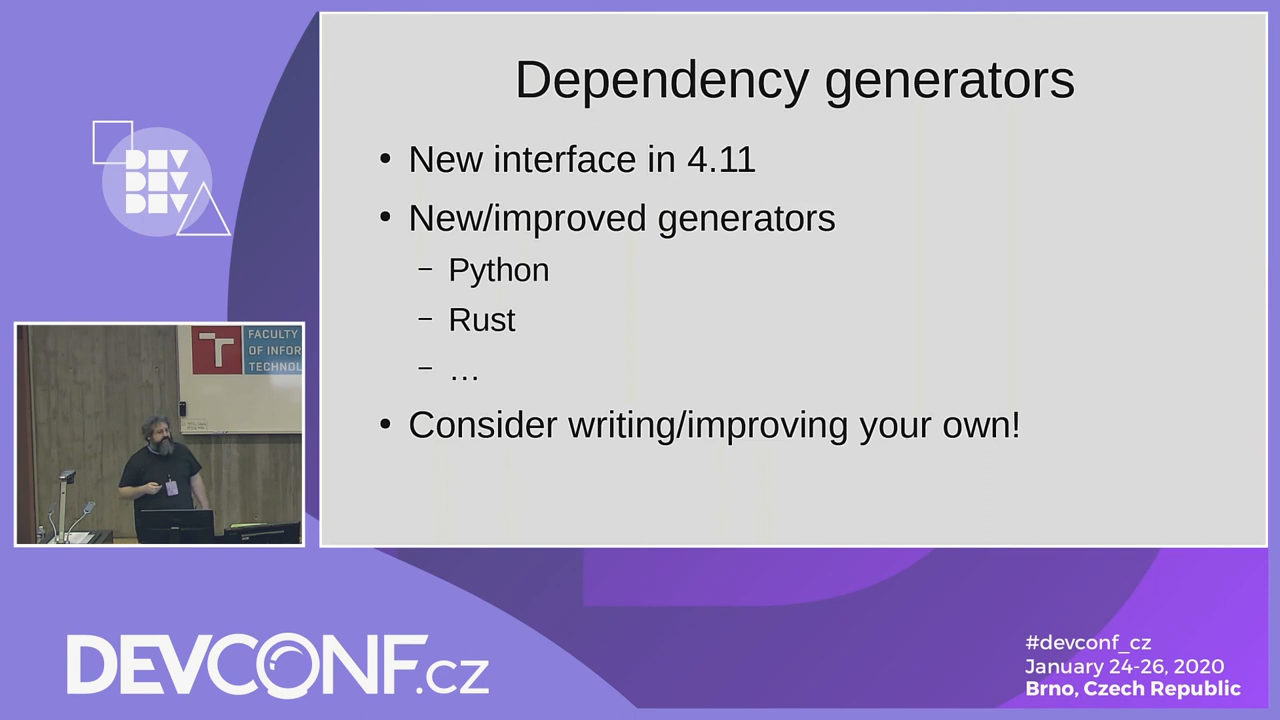 Dependency generators
• New interface in 4.11
• New/improved generators
– Python
– Rust
– …
• Consider writing/improving your own!
DEV
DEV
DEV
FACULTY
OF INFOR
TECHNOL
DEVCONF.cz
#devconf_cz
January 24-26, 2020
Brno, Czech Republic